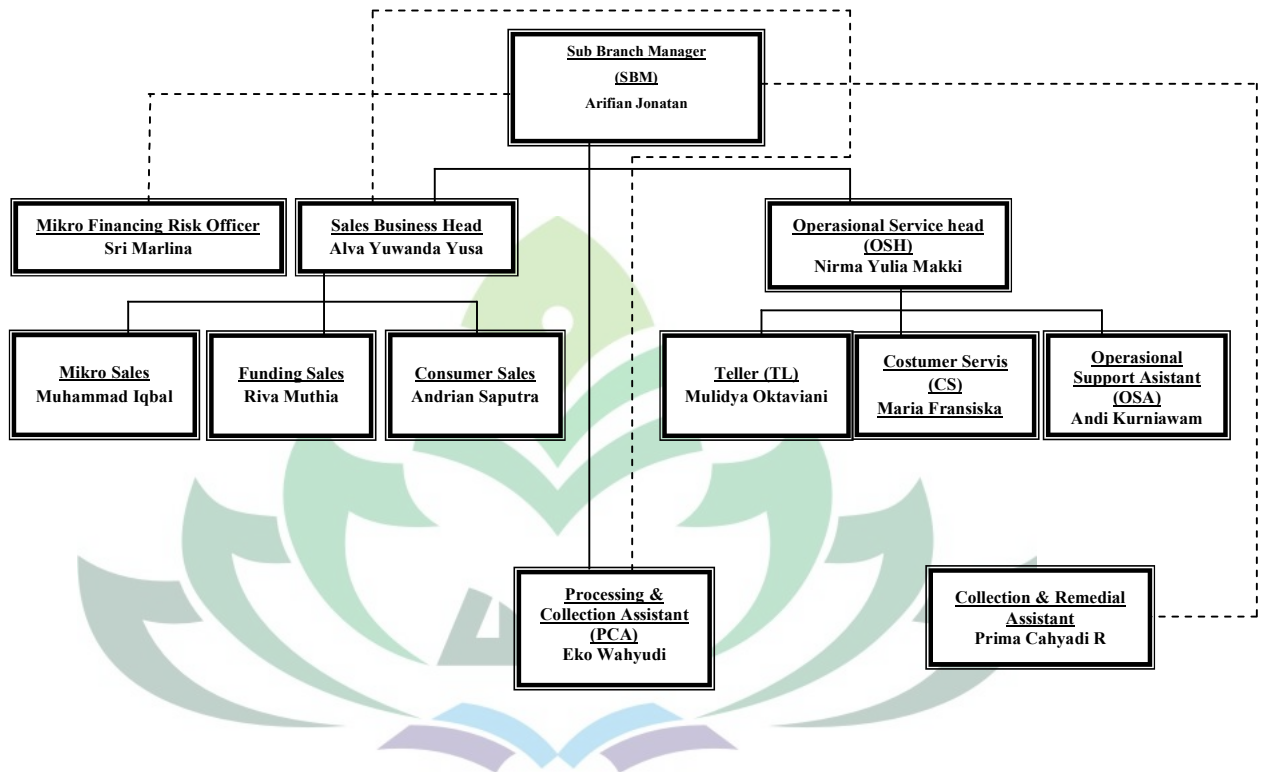 Sub Branch Manager
(SBM)
Arifian Jonatan
Mikro Financing Risk Officer
Sri Marlina
Sales Business Head
Alva Yuwanda Yusa
Operasional Service head
(OSH)
Nirma Yulia Makki
Mikro Sales
Muhammad Iqbal
Funding Sales
Riva Muthia
Consumer Sales
Andrian Saputra
Teller (TL)
Mulidya Oktaviani
Costumer Servis
(CS)
Maria Fransiska
Operasional
Support Asistant
(OSA)
Andi Kurniawam
Processing &
Collection Assistant
(PCA)
Eko Wahyudi
Collection & Remedial
Assistant
Prima Cahyadi R